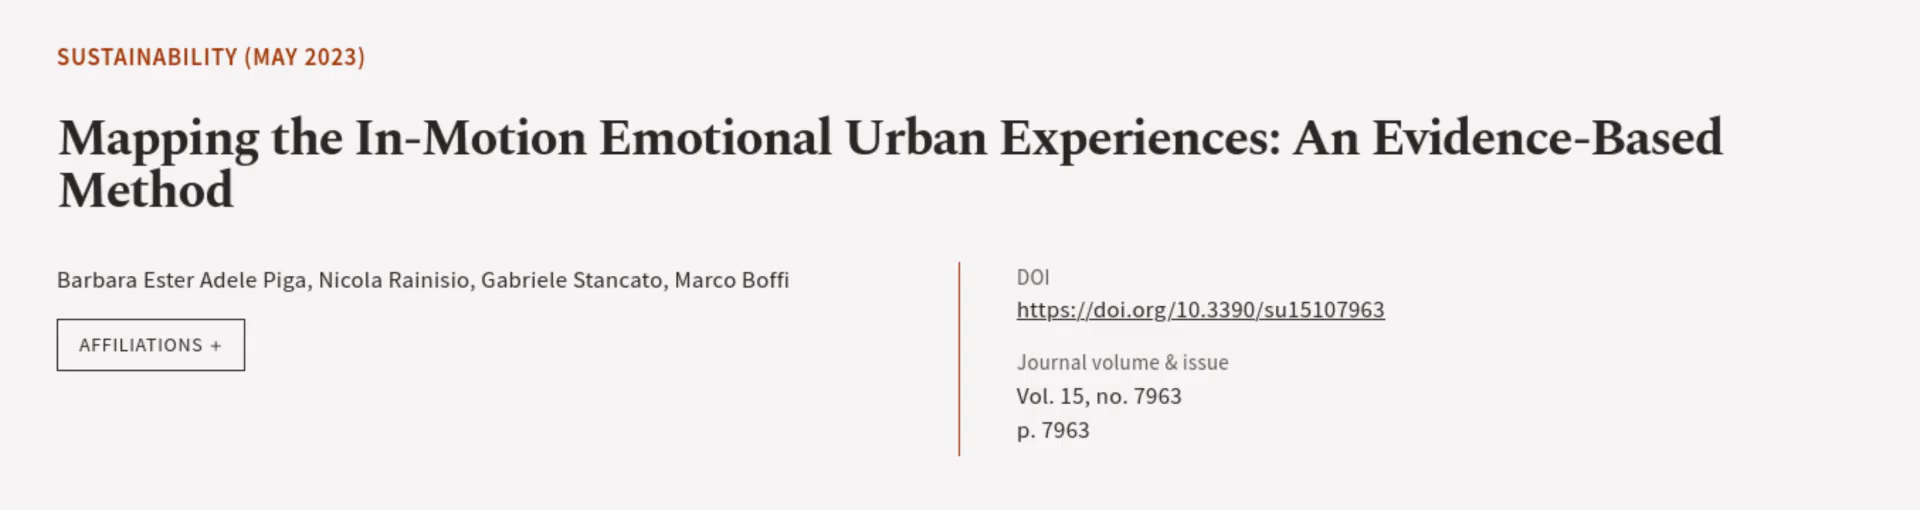 SUSTAINABILITY (MAY 2023)
Mapping the In-Motion Emotional Urban Experiences: An Evidence-Based
Method
Barbara Ester Adele Piga, Nicola Rainisio, Gabriele Stancato, Marco Boffi
AFFILIATIONS +
DOI
https://doi.org/10.3390/su15107963
Journal volume & issue
Vol. 15, no. 7963
p. 7963